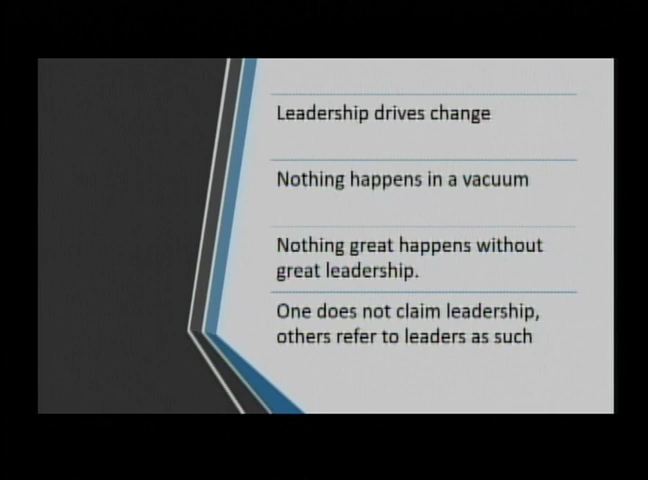 Leadership drives change
Nothing happens in a vacuum
Nothing great happens without
great leadership.
One does not claim leadership,
others refer to leaders as such